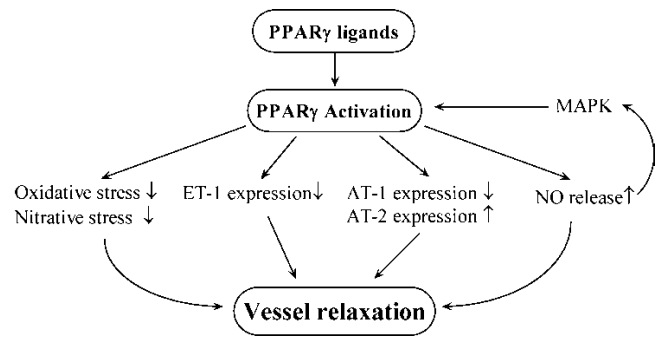 PPARγ ligands
PPARγ Activation
MAPK
Oxidative stress ↓
Nitrative stress ↓
ET-1 expression↓
AT-1 expression ↓
AT-2 expression ↑
NO release↑
Vessel relaxation